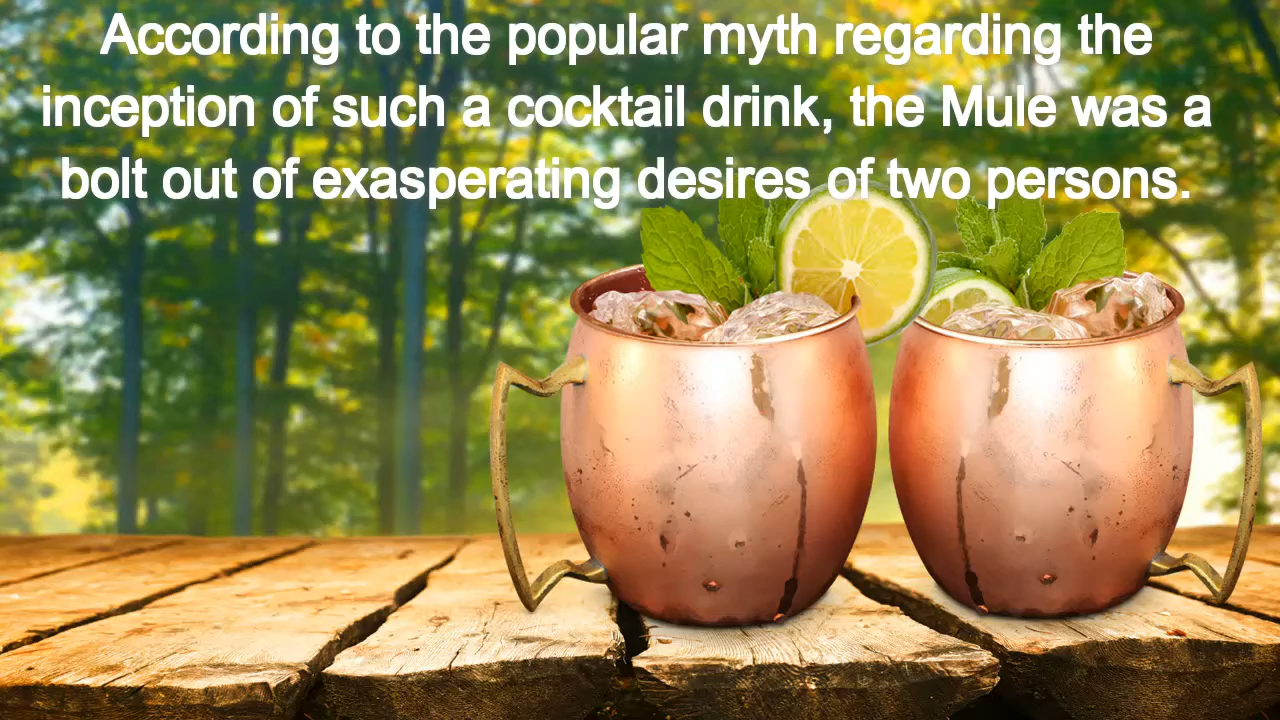 According to the popular myth regarding the
inception of such a cocktail drink, the Mule was a
bolt out of exasperating desires of two persons.